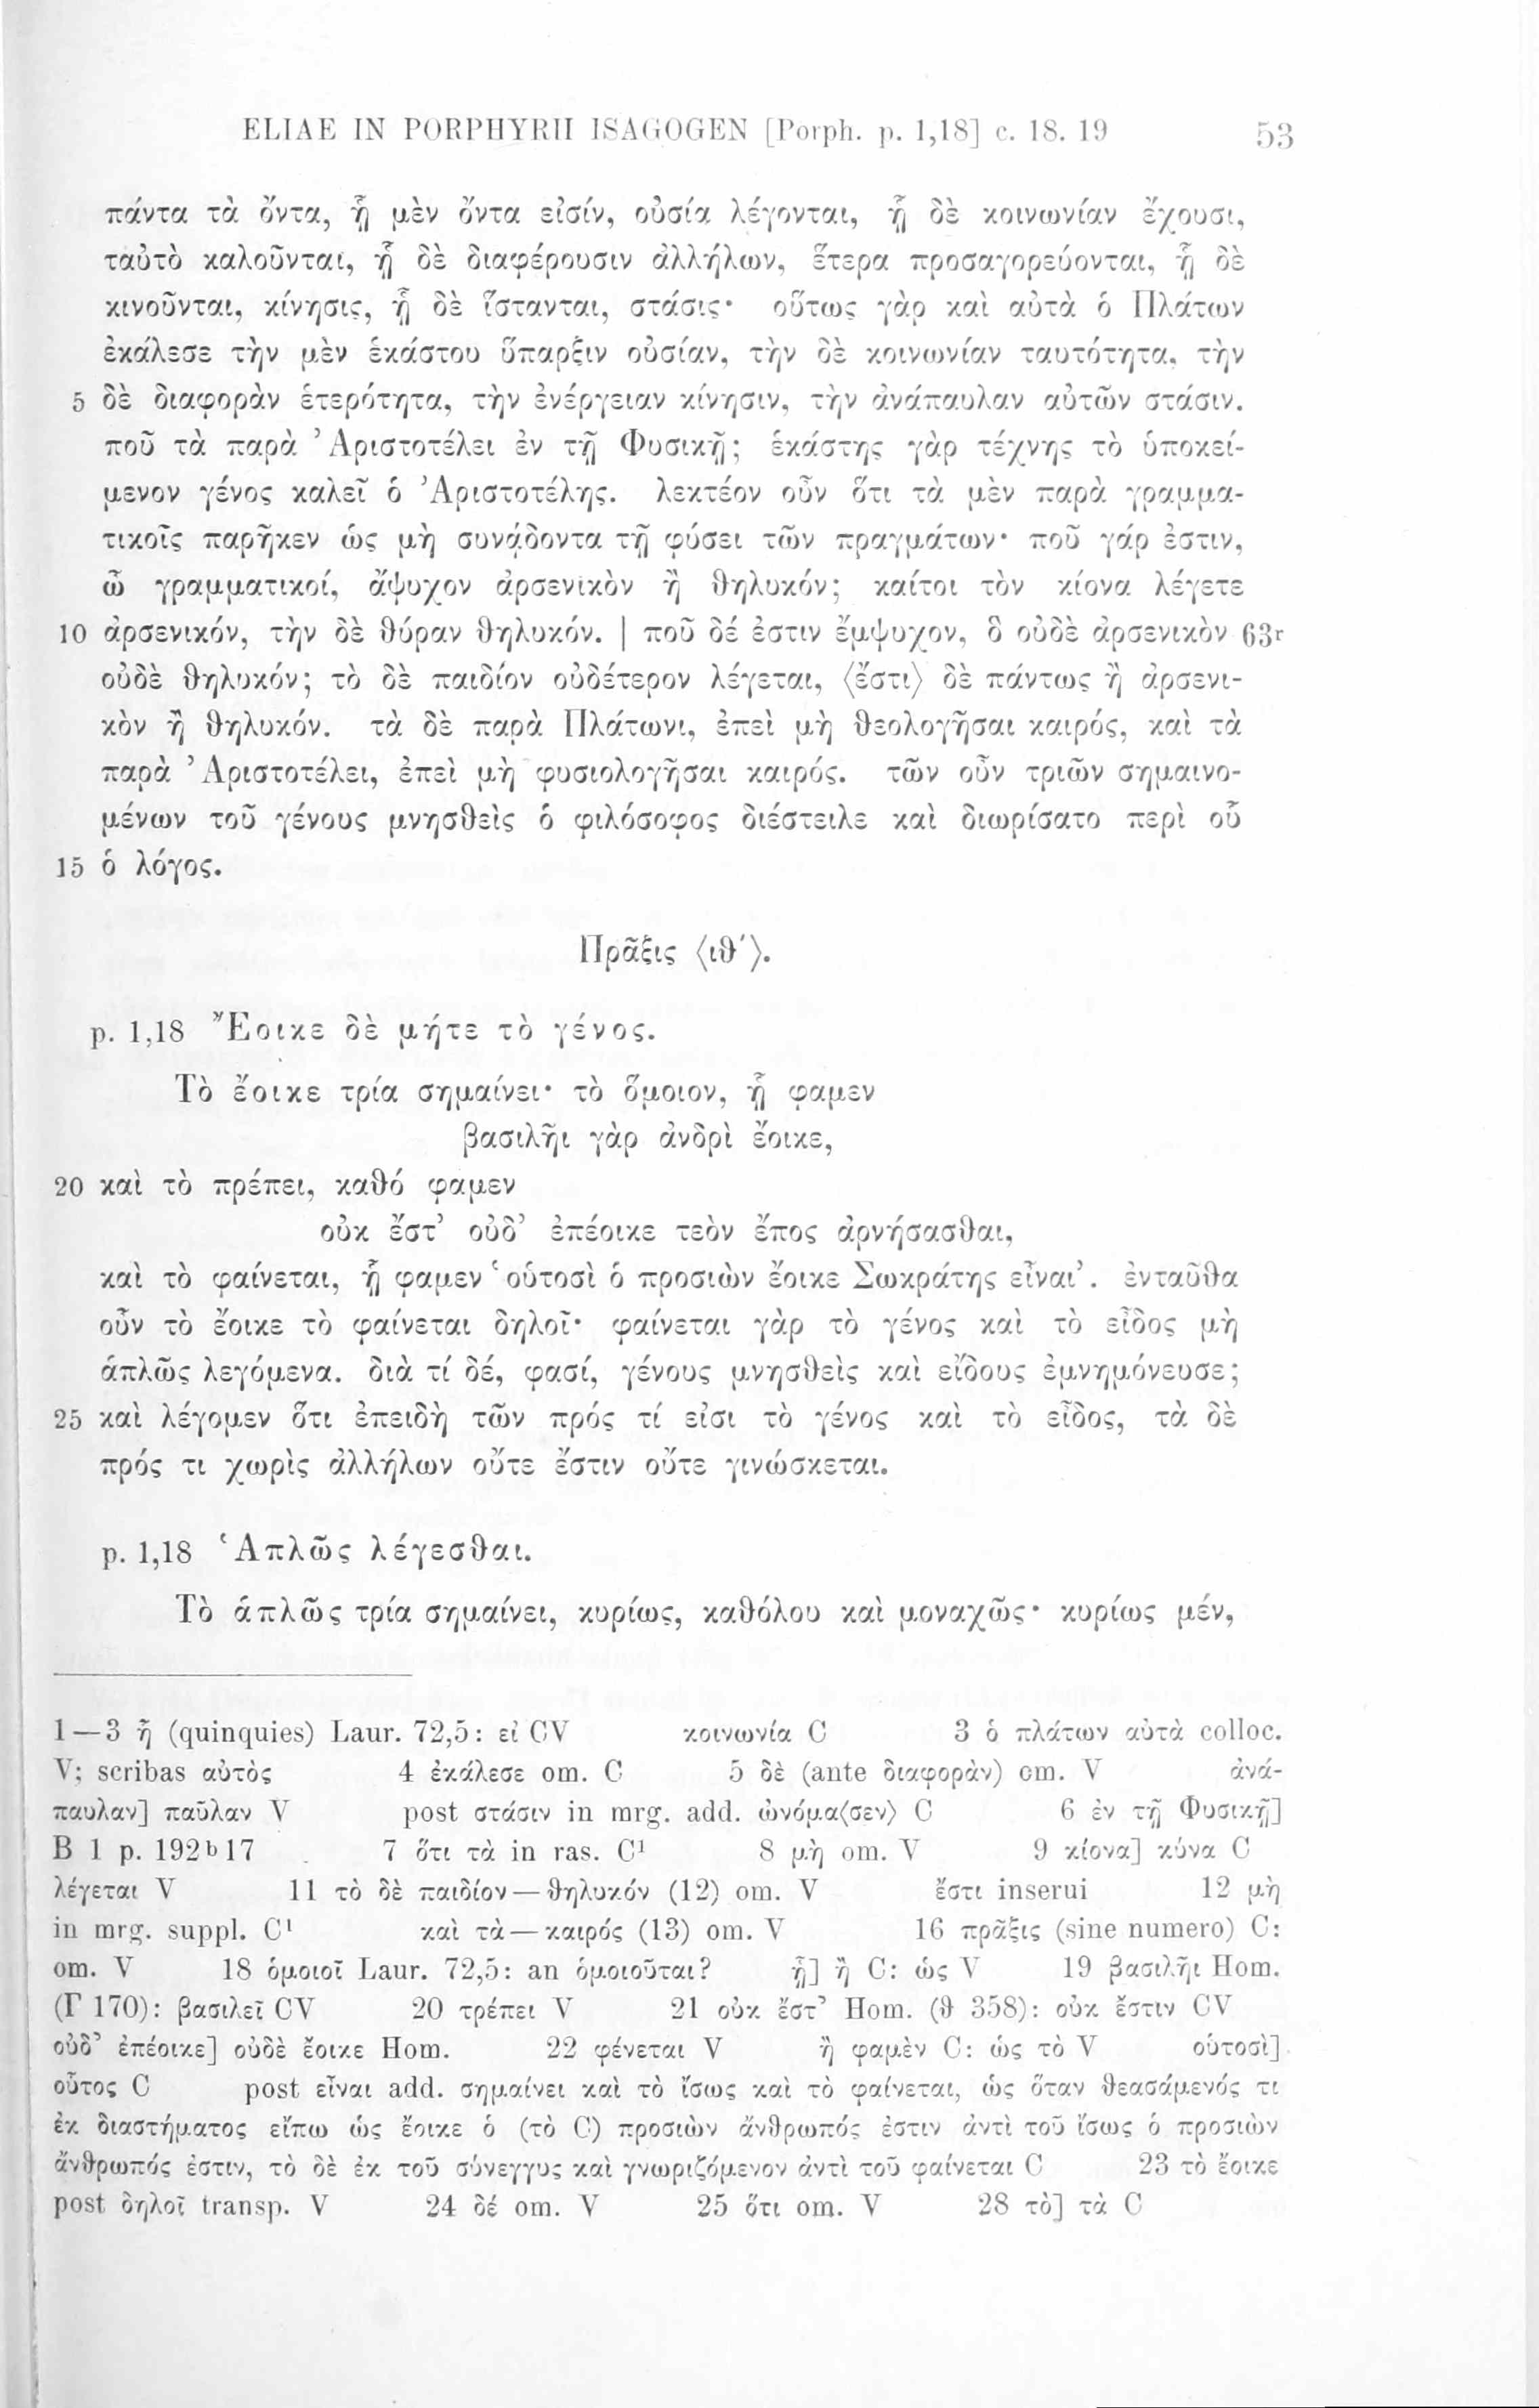 ELIAE IN PORPHYRII ISAGOGEN [Porph. p. 1,18] c. 18. 19 53
πάντα τὰ ὄντα, ᾗ μὲν ὄντα εἰσίν, οὐσία λέγονται, ᾗ δὲ κοινωνίαν ἔχουσι,
ταὐτὸ καλοῦνται, ᾗ δὲ διαφέρουσιν ἀλλήλων, ἕτερα προσαγορεύονται, ᾗ δὲ
κινοῦνται, κίνησις, ᾗ δὲ ἵστανται, στάσις· οὕτως γὰρ καὶ αὐτὰ ὁ Πλάτων
ἐκάλεσε τὴν μὲν ἑκάστου ὕπαρξιν οὐσίαν, τὴν δὲ κοινωνίαν ταυτότητα, τὴν
5 δὲ διαφορὰν ἑτερότητα, τὴν ἐνέργειαν κίνησιν, τὴν ἀνάπαυλαν αὐτῶν στάσιν.
ποῦ τὰ παρὰ Ἀριστοτέλει ἐν τῇ Φυσικῇ; ἑκάστης γὰρ τέχνης τὸ ὑποκεί-
μενον γένος καλεῖ ὁ Ἀριστοτέλης. λεκτέον οὖν ὅτι τὰ μὲν παρὰ γραμμα-
τικοῖς παρῆκεν ὡς μὴ συνᾴδοντα τῇ φύσει τῶν πραγμάτων· ποῦ γάρ ἐστιν,
ὦ γραμματικοί, ἄψυχον ἀρσενικὸν ἢ θηλυκόν; καίτοι τὸν κίονα λέγετε
10 ἀρσενικόν, τὴν δὲ θύραν θηλυκόν. | ποῦ δέ ἐστιν ἔμψυχον, ὃ οὐδὲ ἀρσενικὸν 63r
οὐδὲ θηλυκόν; τὸ δὲ παιδίον οὐδέτερον λέγεται, ⟨ἔστι⟩ δὲ πάντως ἢ ἀρσενι-
κὸν ἢ θηλυκόν. τὰ δὲ παρὰ Πλάτωνι, ἐπεὶ μὴ θεολογῆσαι καιρός, καὶ τὰ
παρὰ Ἀριστοτέλει, ἐπεὶ μὴ φυσιολογῆσαι καιρός. τῶν οὖν τριῶν σημαινο-
μένων τοῦ γένους μνησθεὶς ὁ φιλόσοφος διέστειλε καὶ διωρίσατο περὶ οὗ
15 ὁ λόγος.
Πρᾶξις ⟨ιθ΄⟩.
p. 1,18 Ἔοικε δὲ μήτε τὸ γένος.
Τὸ ἔοικε τρία σημαίνει· τὸ ὅμοιον, ᾗ φαμεν
βασιλῆι γὰρ ἀνδρὶ ἔοικε,
20 καὶ τὸ πρέπει, καθό φαμεν
οὐκ ἔστ’ οὐδ’ ἐπέοικε τεὸν ἔπος ἀρνήσασθαι,
καὶ τὸ φαίνεται, ᾗ φαμεν ‘οὑτοσὶ ὁ προσιὼν ἔοικε Σωκράτης εἶναι’. ἐνταῦθα
οὖν τὸ ἔοικε τὸ φαίνεται δηλοῖ· φαίνεται γὰρ τὸ γένος καὶ τὸ εἶδος μὴ
ἁπλῶς λεγόμενα. διὰ τί δέ, φασί, γένους μνησθεὶς καὶ εἴδους ἐμνημόνευσε;
25 καὶ λέγομεν ὅτι ἐπειδὴ τῶν πρός τί εἰσι τὸ γένος καὶ τὸ εἶδος, τὰ δὲ
πρός τι χωρὶς ἀλλήλων οὔτε ἔστιν οὔτε γινώσκεται.
p. 1,18 Ἁπλῶς λέγεσθαι.
Τὸ ἁπλῶς τρία σημαίνει, κυρίως, καθόλου καὶ μοναχῶς· κυρίως μέν,
1—3 ᾗ (quinquies) Laur. 72,5: εἰ CV κοινωνία C 3 ὁ πλάτων αὐτὰ colloc.
V; scribas αὐτὸς 4 ἐκάλεσε om. C 5 δὲ (ante διαφορὰν) om. V ἀνά-
παυλαν] παῦλαν V post στάσιν in mrg. add. ὠνόμα⟨σεν⟩ C 6 ἐν τῇ Φυσικῇ]
B 1 p. 192b17 7 ὅτι τὰ in ras. C¹ 8 μὴ om. V 9 κίονα] κύνα C
λέγεται V 11 τὸ δὲ παιδίον—θηλυκόν (12) om. V ἔστι inserui 12 μὴ
in mrg. suppl. C¹ καὶ τὰ—καιρός (13) om. V 16 πρᾶξις (sine numero) C:
om. V 18 ὁμοιοῖ Laur. 72,5: an ὁμοιοῦται? ᾗ] ἢ C: ὡς V 19 βασιλῆι Hom.
(Γ 170): βασιλεῖ CV 20 τρέπει V 21 οὐκ ἔστ’ Hom. (θ 358): οὐκ ἔστιν CV
οὐδ’ ἐπέοικε] οὐδὲ ἔοικε Hom. 22 φένεται V ἢ φαμὲν C: ὡς τὸ V οὑτοσὶ]
οὗτος C post εἶναι add. σημαίνει καὶ τὸ ἴσως καὶ τὸ φαίνεται, ὡς ὅταν θεασάμενός τι
ἐκ διαστήματος εἴπω ὡς ἔοικε ὁ (τὸ C) προσιὼν ἄνθρωπός ἐστιν ἀντὶ τοῦ ἴσως ὁ προσιὼν
ἄνθρωπός ἐστιν, τὸ δὲ ἐκ τοῦ σύνεγγυς καὶ γνωριζόμενον ἀντὶ τοῦ φαίνεται C 23 τὸ ἔοικε
post δηλοῖ transp. V 24 δέ om. V 25 ὅτι om. V 28 τὸ] τὰ C